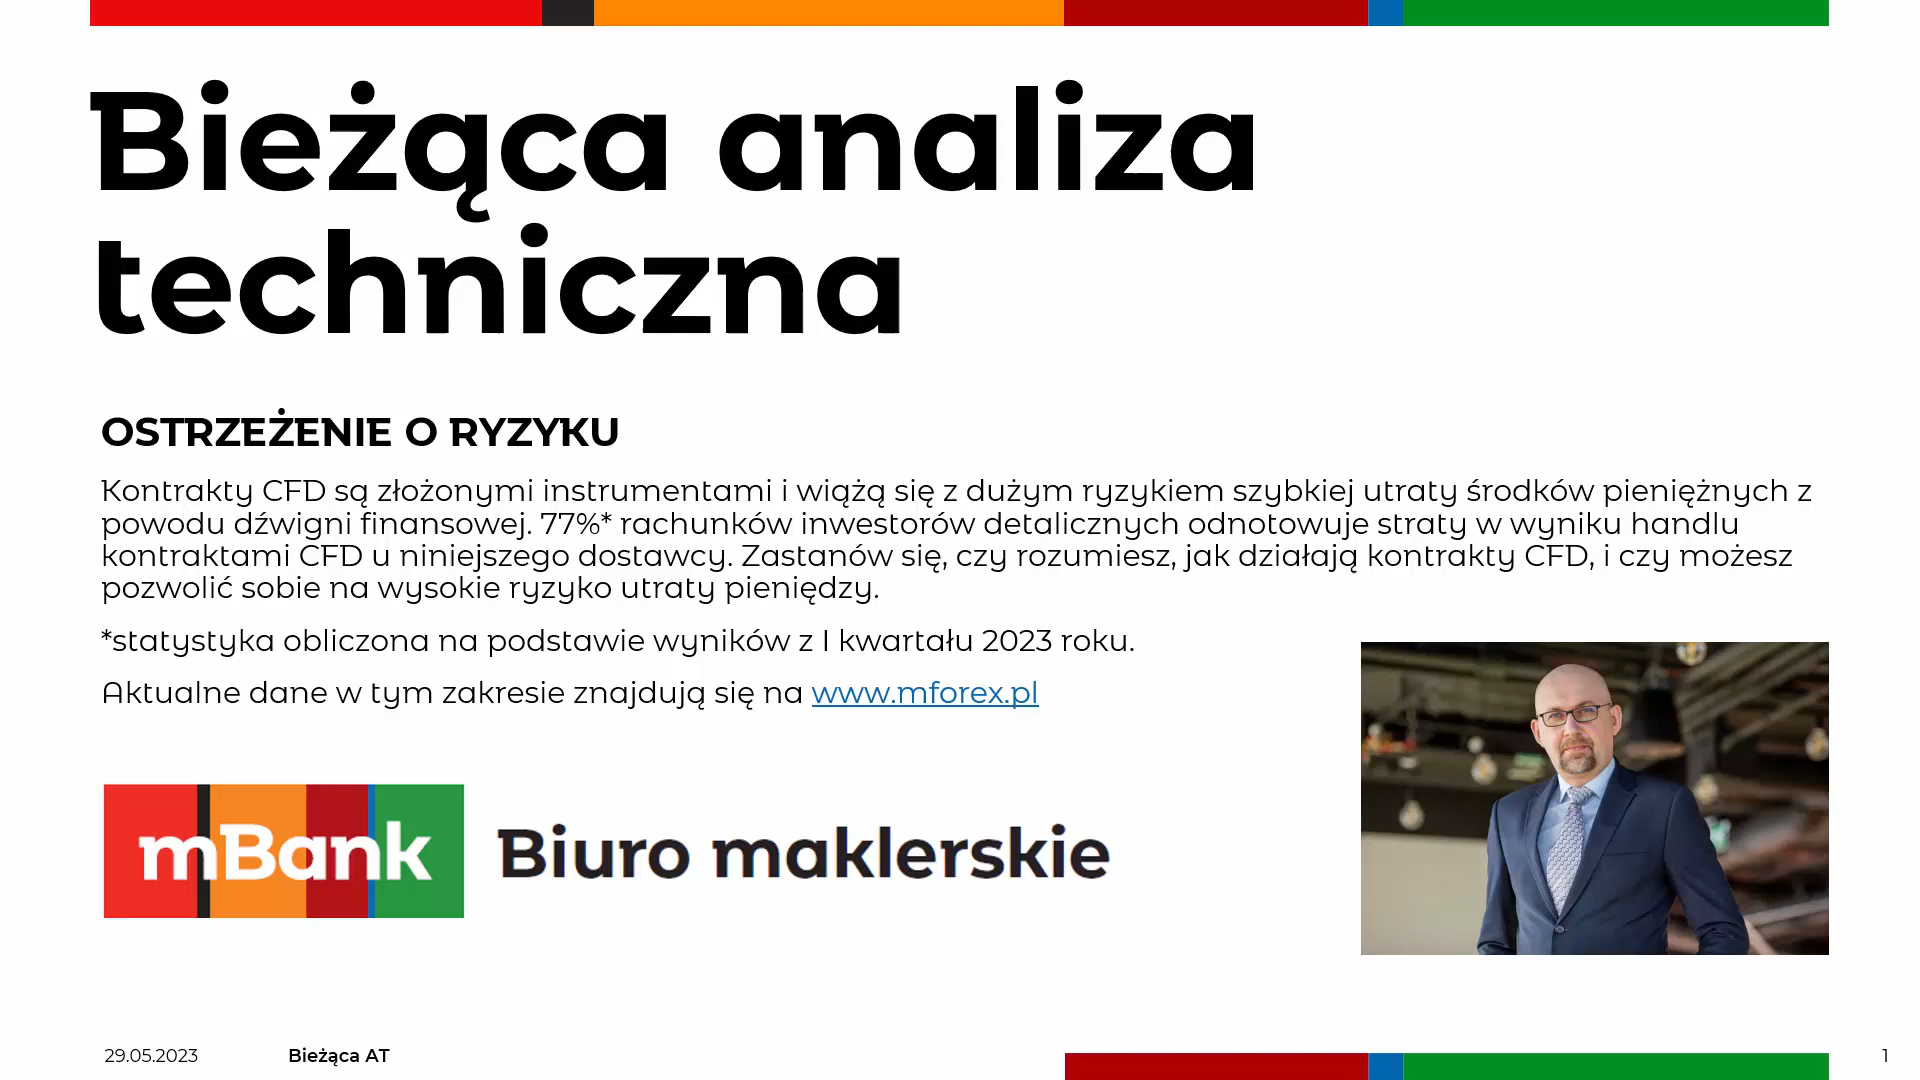 Bieżąca analiza
techniczna
OSTRZEŻENIE O RYZYKU
Kontrakty CFD są złożonymi instrumentami i wiążą się z dużym ryzykiem szybkiej utraty środków pieniężnych z
powodu dźwigni finansowej. 77%* rachunków inwestorów detalicznych odnotowuje straty w wyniku handlu
kontraktami CFD u niniejszego dostawcy. Zastanów się, czy rozumiesz, jak działają kontrakty CFD, i czy możesz
pozwolić sobie na wysokie ryzyko utraty pieniędzy.
*statystyka obliczona na podstawie wyników z I kwartału 2023 roku.
Aktualne dane w tym zakresie znajdują się na www.mforex.pl
mBank Biuro maklerskie
29.05.2023 Bieżąca AT 1